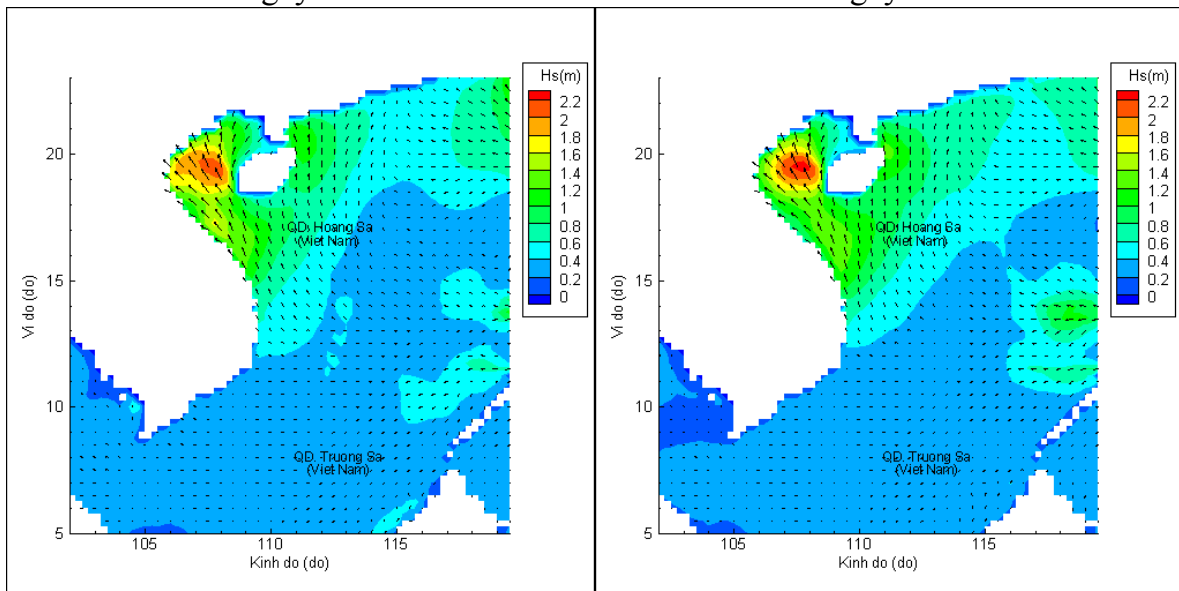 Hs(m)
2.2
2
1.8
1.6
1.4
1.2
1
0.8
0.6
0.4
0.2
0
20
15
10
5
Vi do (do)
QD. Hoang Sa
(Viet Nam)
QD. Truong Sa
(Viet Nam)
105
110
115
Kinh do (do)
Hs(m)
2.2
2
1.8
1.6
1.4
1.2
1
0.8
0.6
0.4
0.2
0
20
15
10
5
Vi do (do)
QD. Hoang Sa
(Viet Nam)
QD. Truong Sa
(Viet Nam)
105
110
115
Kinh do (do)